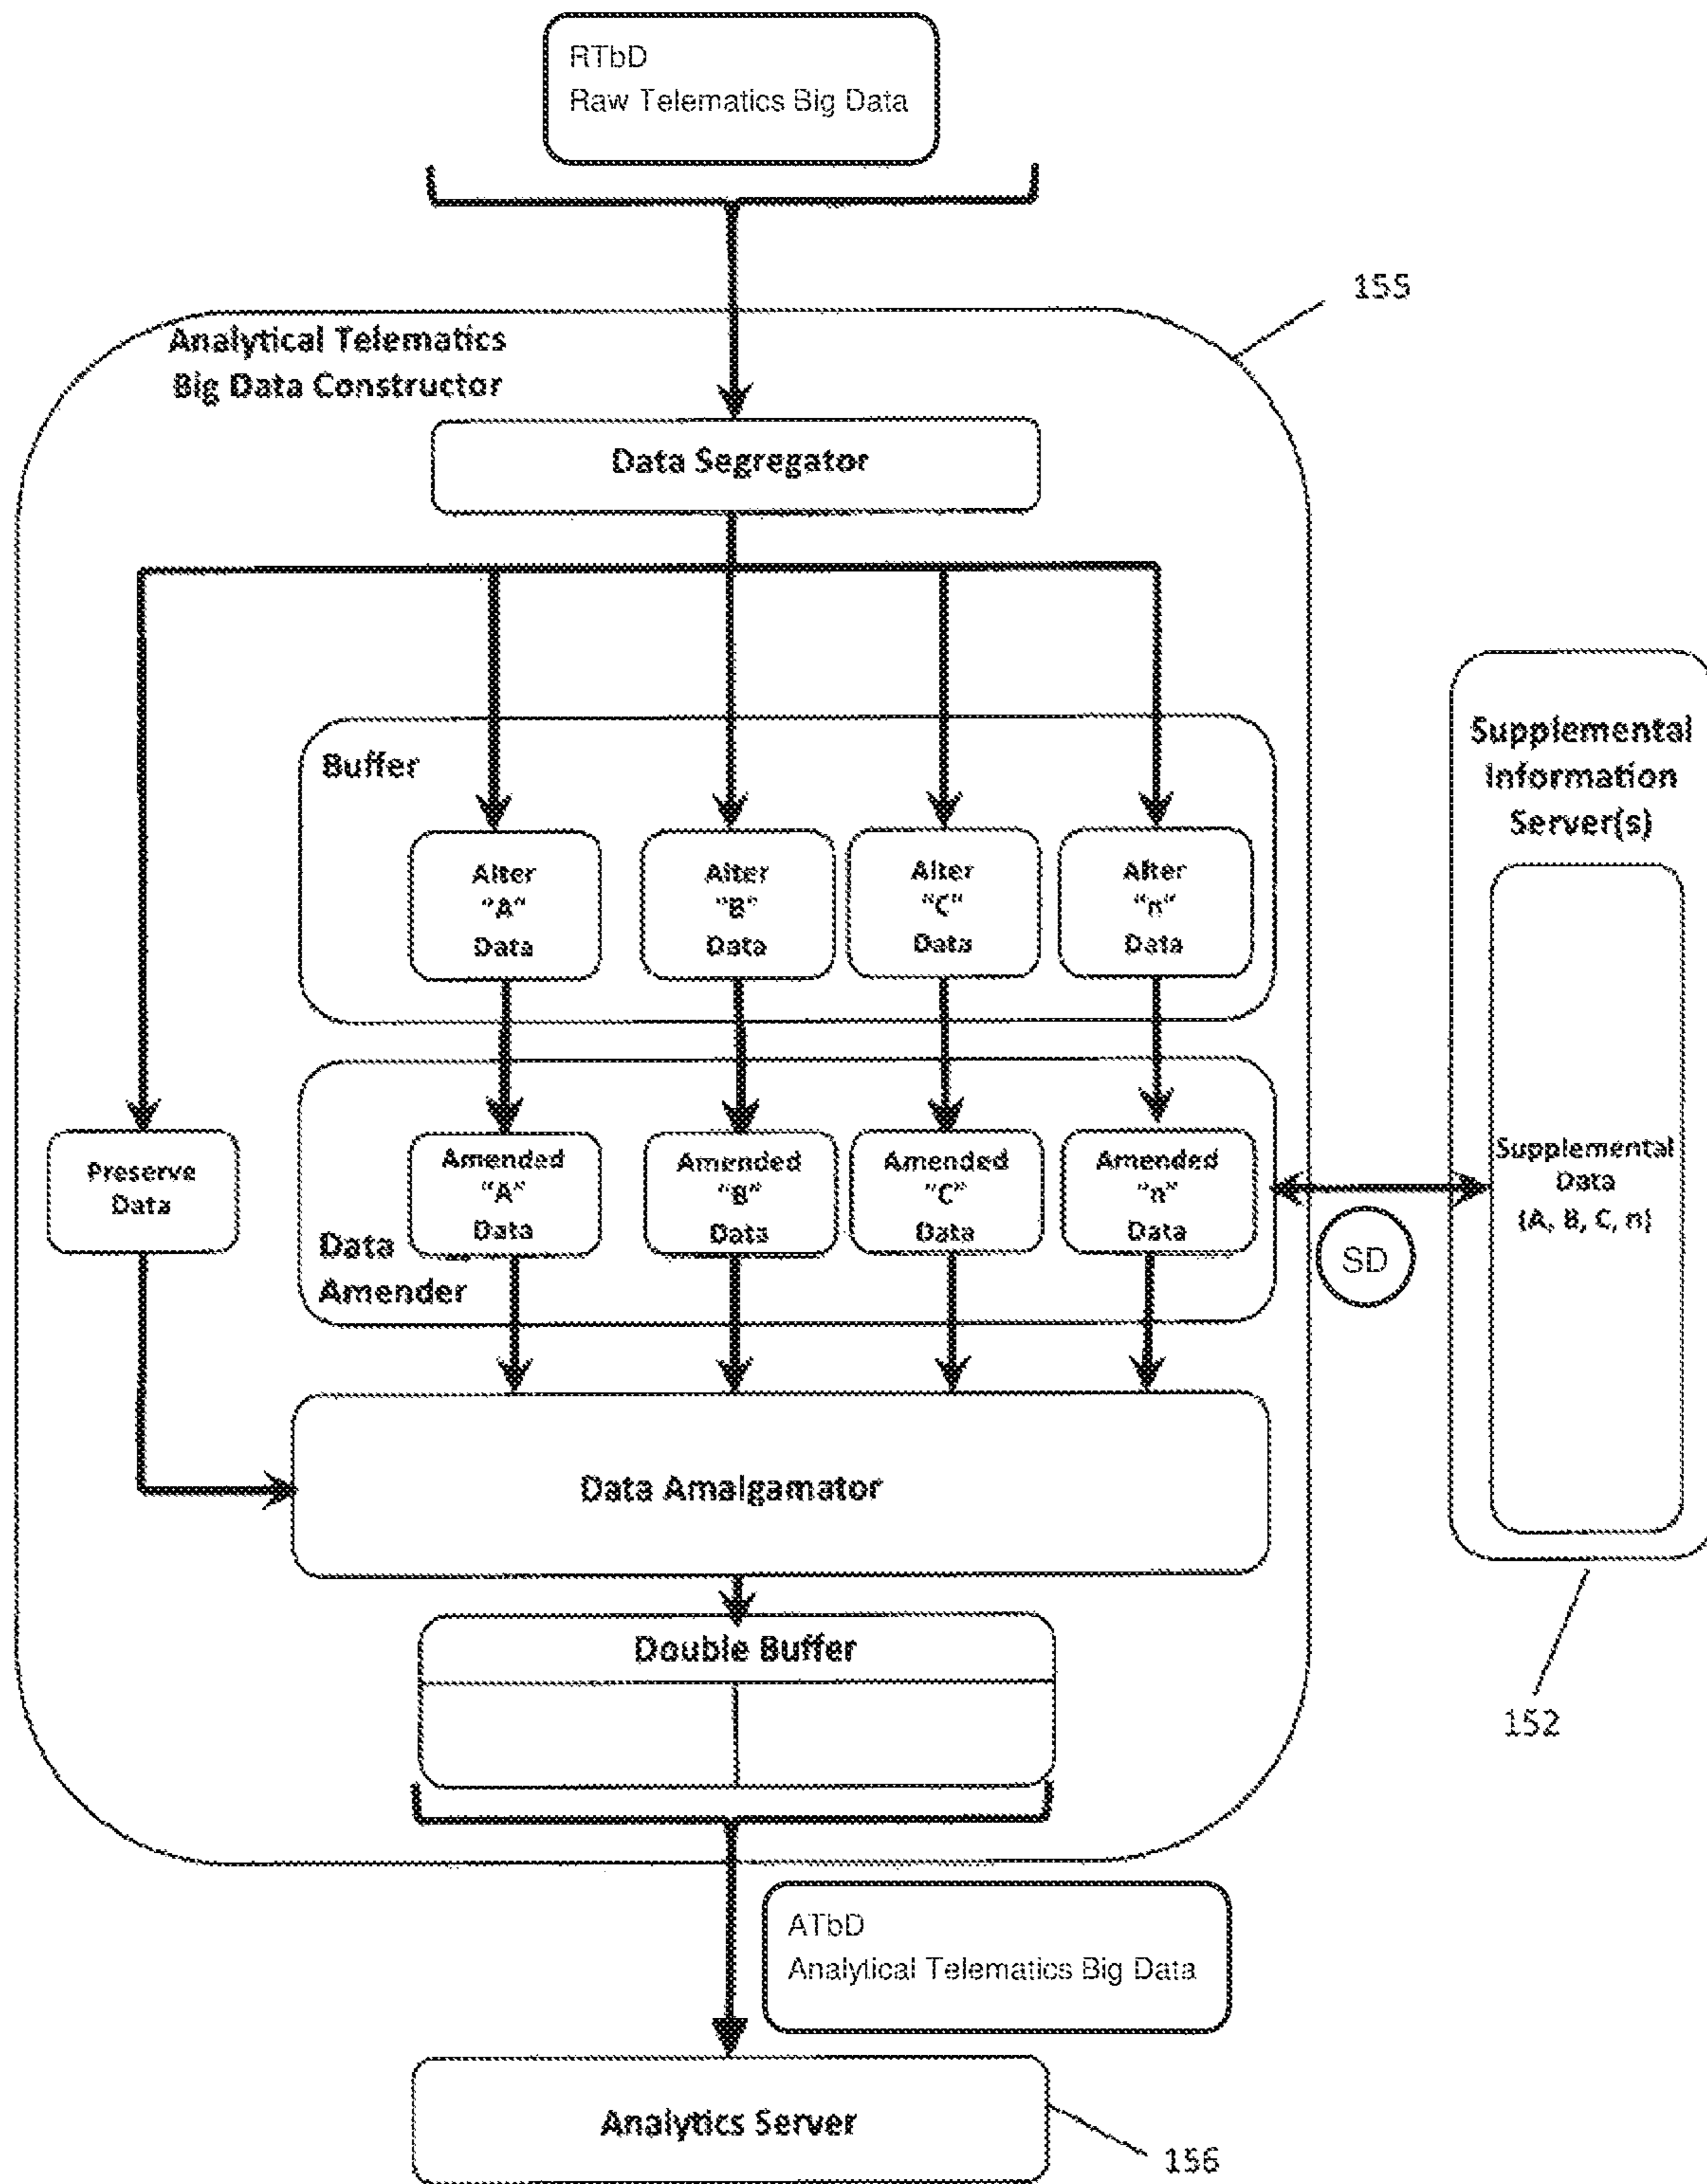 RTbD
Raw Telematics Big Data
155
Analytical Telematics
Big Data Constructor
Data Segregator
Buffer
Alter
"A"
Data
Alter
"B"
Data
Alter
"C"
Data
Alter
"n"
Data
Supplemental
Information
Server(s)
Preserve
Data
Amended
"A"
Data
Amended
"B"
Data
Amended
"C"
Data
Amended
"n"
Data
Data
Amender
SD
Supplemental
Data
(A, B, C, n)
Data Amalgamator
Double Buffer
152
ATbD
Analytical Telematics Big Data
Analytics Server
156